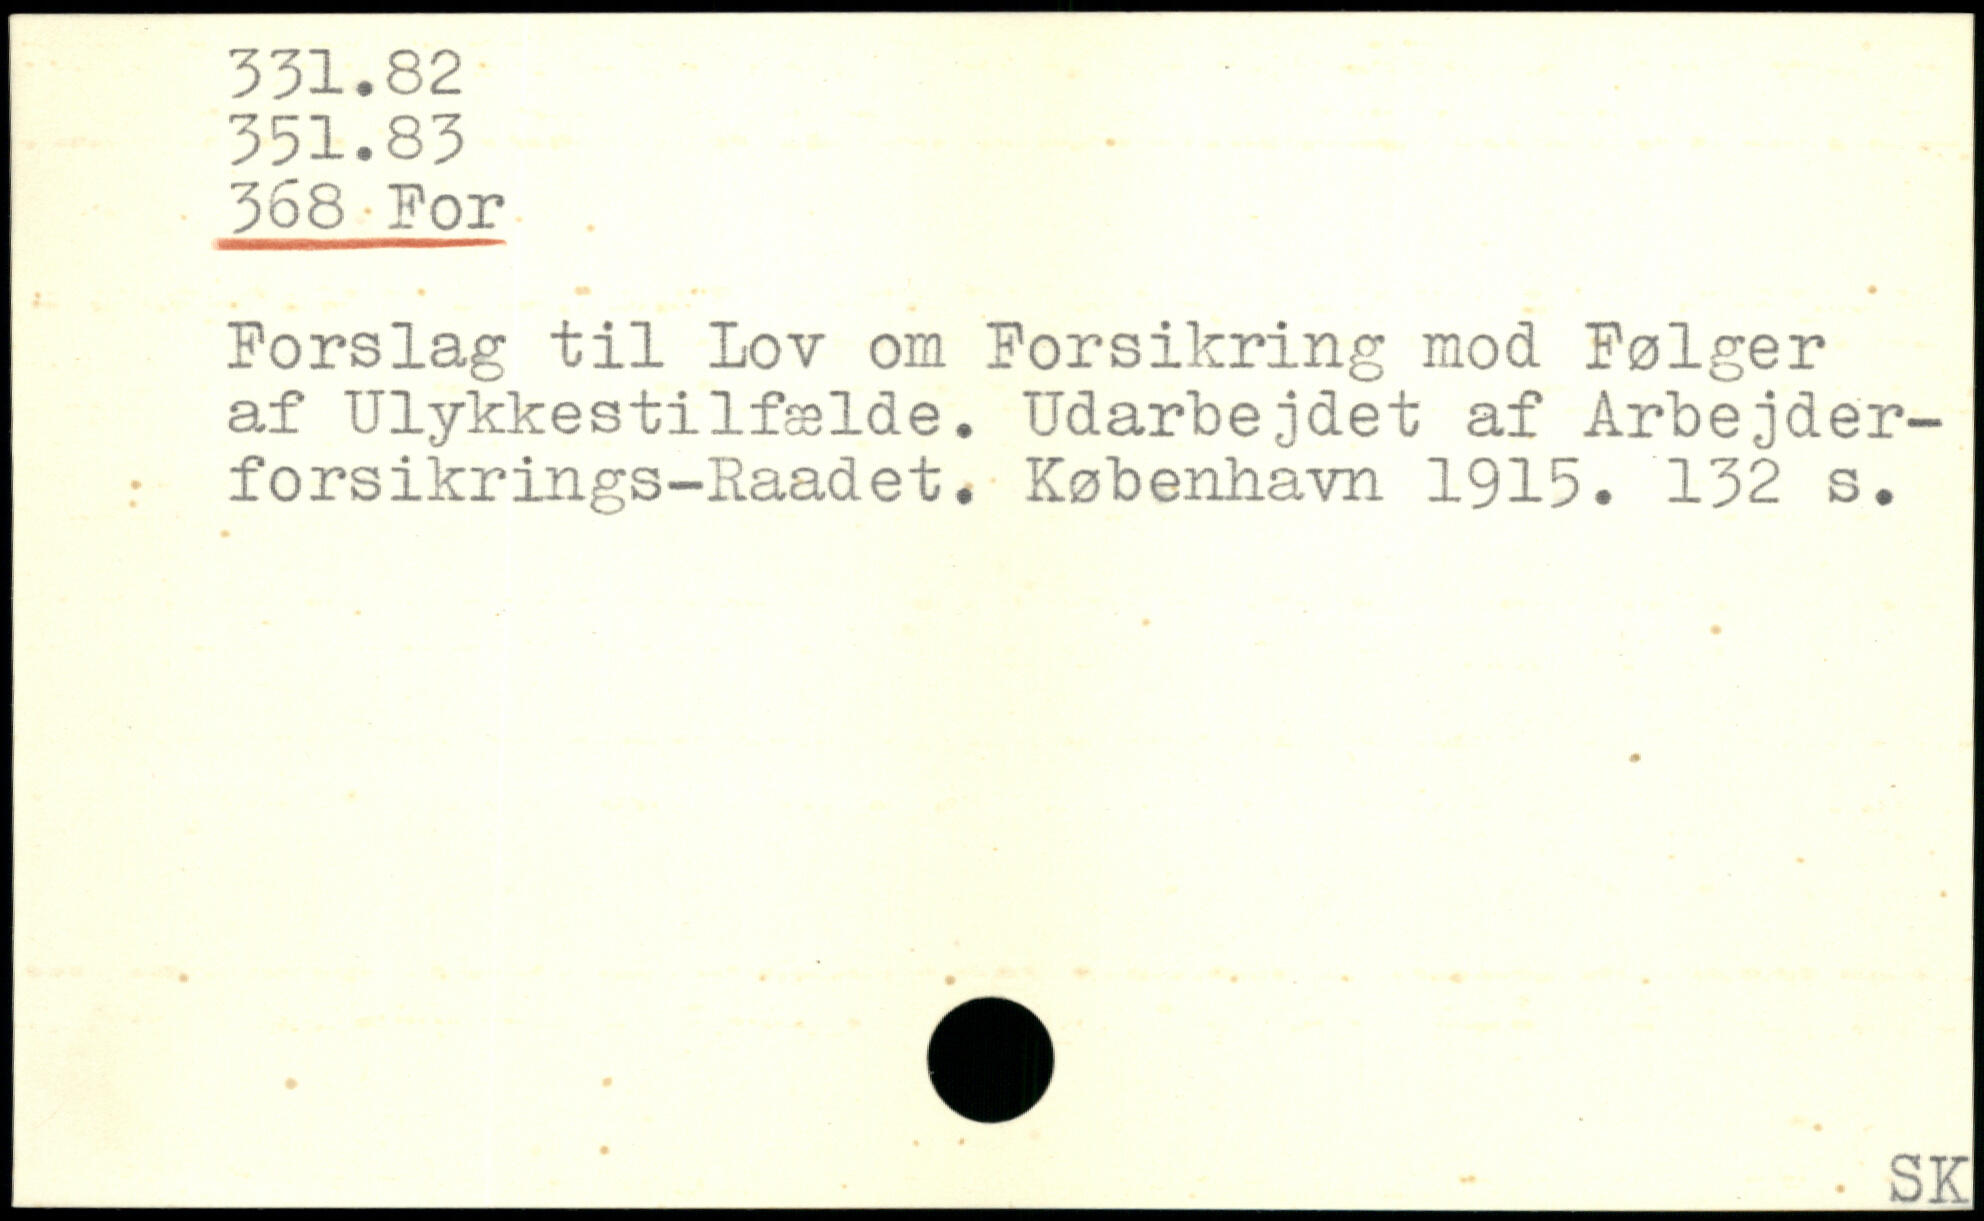 331.82
351.83
368 For
Forslag til Lov om Forsikring mod Følger
af Ulykkestilfælde. Udarbejdet af Arbejder-
forsikrings-Raadet. København 1915. 132 s.
SK